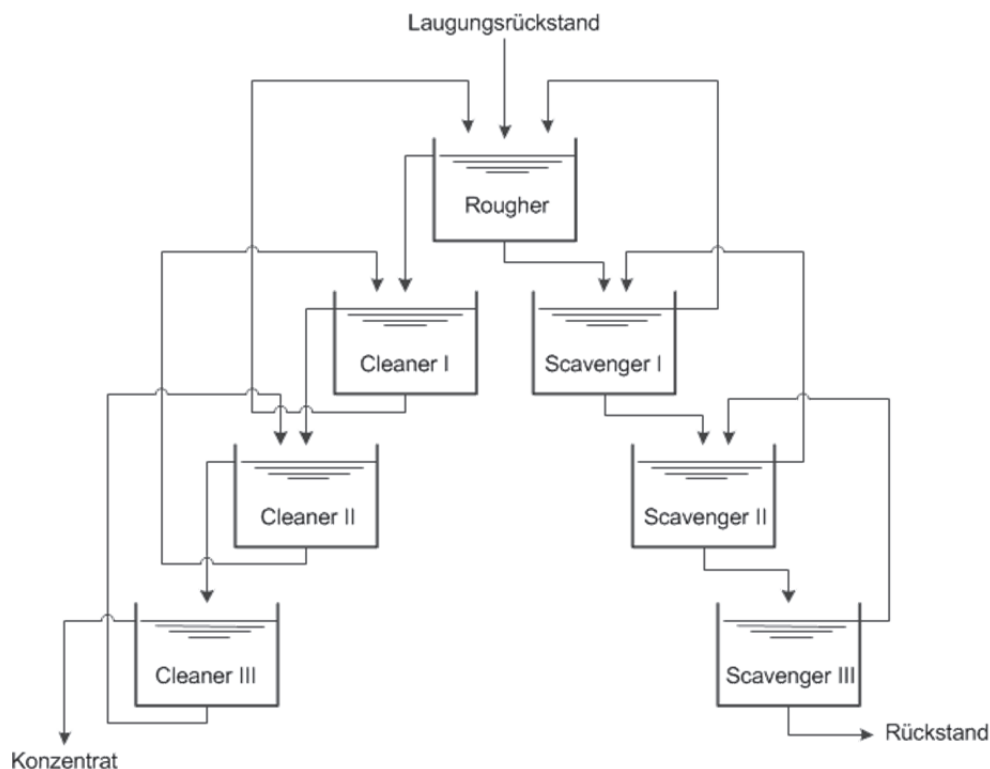 Laugungsrückstand
Rougher
Cleaner I
Scavenger I
Cleaner II
Scavenger II
Cleaner III
Scavenger III
Rückstand
Konzentrat